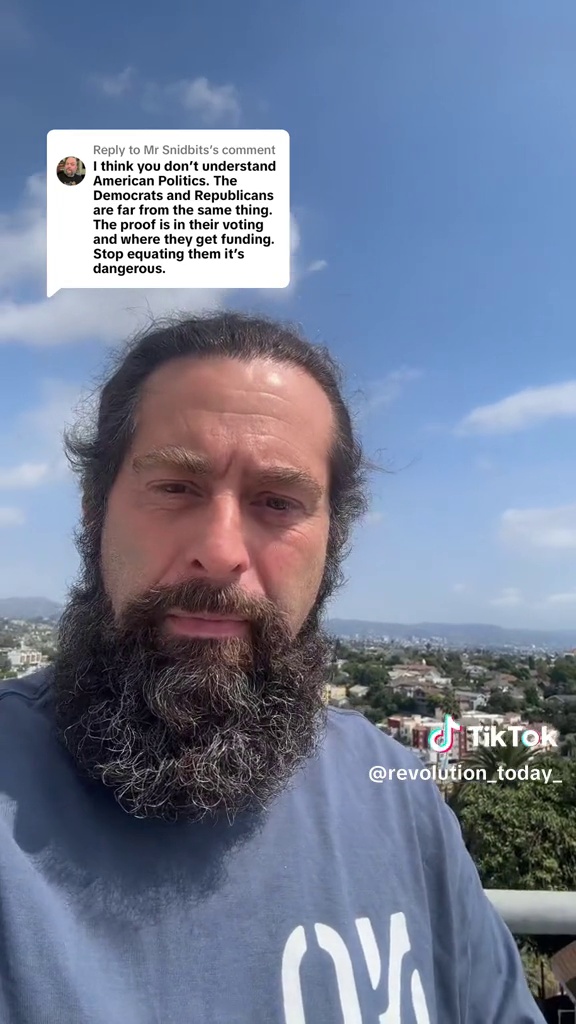 Reply to Mr Snidbits's comment
I think you don't understand
American Politics. The
Democrats and Republicans
are far from the same thing.
The proof is in their voting
and where they get funding.
Stop equating them it's
dangerous.
TikTok
@revolution_today_